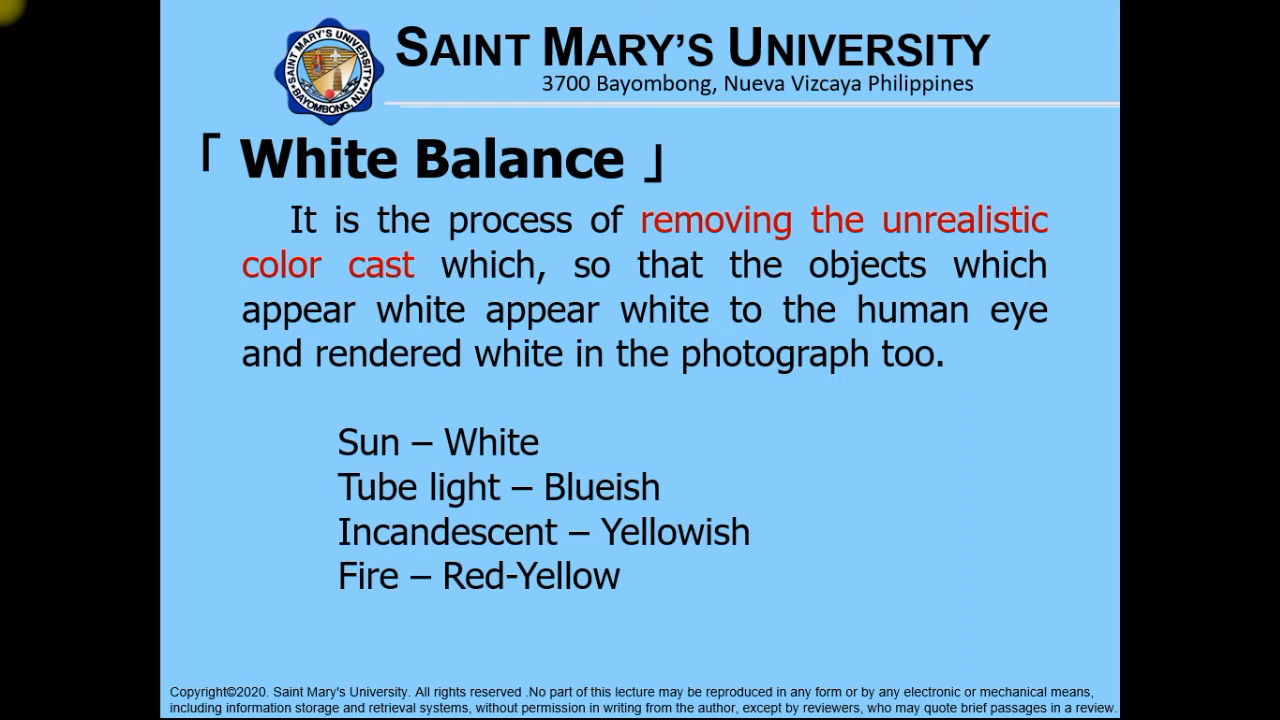 SAINT MARY'S UNIVERSITY
3700 Bayombong, Nueva Vizcaya Philippines
SAINT MARY'S UNIVERSITY
BAYOMBONG, N.V.
「 White Balance 」
It is the process of removing the unrealistic
color cast which, so that the objects which
appear white appear white to the human eye
and rendered white in the photograph too.
Sun – White
Tube light – Blueish
Incandescent – Yellowish
Fire – Red-Yellow
Copyright©2020. Saint Mary's University. All rights reserved .No part of this lecture may be reproduced in any form or by any electronic or mechanical means,
including information storage and retrieval systems, without permission in writing from the author, except by reviewers, who may quote brief passages in a review.